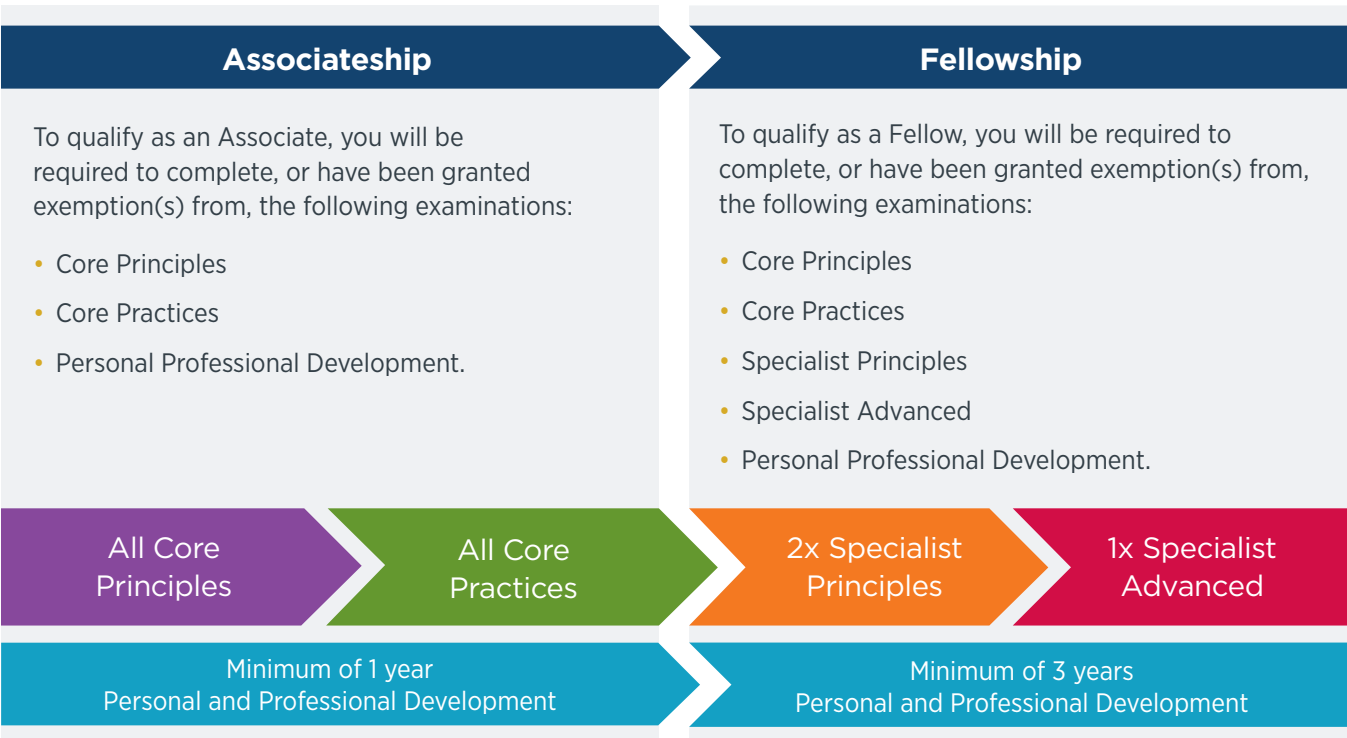 Associateship
To qualify as an Associate, you will be
required to complete, or have been granted
exemption(s) from, the following examinations:
• Core Principles
• Core Practices
• Personal Professional Development.
Fellowship
To qualify as a Fellow, you will be required to
complete, or have been granted exemption(s) from,
the following examinations:
• Core Principles
• Core Practices
• Specialist Principles
• Specialist Advanced
• Personal Professional Development.
All Core
Principles
All Core
Practices
2x Specialist
Principles
1x Specialist
Advanced
Minimum of 1 year
Personal and Professional Development
Minimum of 3 years
Personal and Professional Development